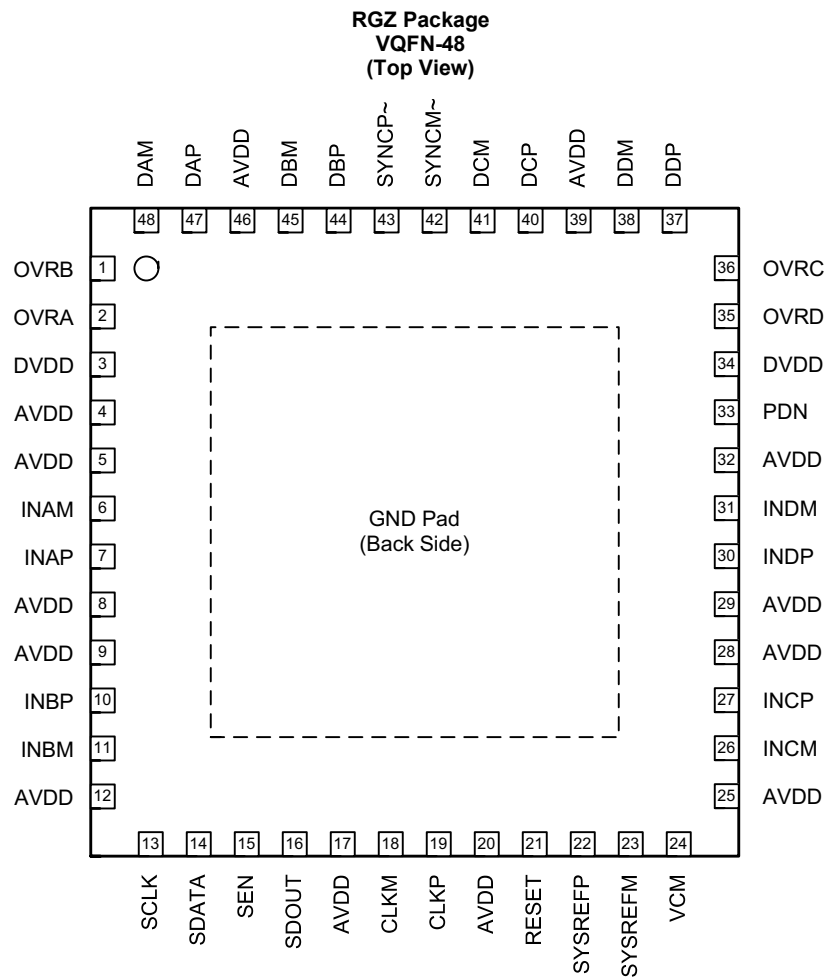 RGZ Package
VQFN-48
(Top View)
DAM
DAP
AVDD
DBM
DBP
SYNCP~
SYNCM~
DCM
DCP
AVDD
DDM
DDP
48 47 46 45 44 43 42 41 40 39 38 37
OVRB 1 36 OVRC
OVRA 2 35 OVRD
DVDD 3 34 DVDD
AVDD 4 33 PDN
AVDD 5 32 AVDD
INAM 6 31 INDM
INAP 7 30 INDP
AVDD 8 29 AVDD
AVDD 9 28 AVDD
INBP 10 27 INCP
INBM 11 26 INCM
AVDD 12 25 AVDD
GND Pad
(Back Side)
13 14 15 16 17 18 19 20 21 22 23 24
SCLK
SDATA
SEN
SDOUT
AVDD
CLKM
CLKP
AVDD
RESET
SYSREFP
SYSREFM
VCM